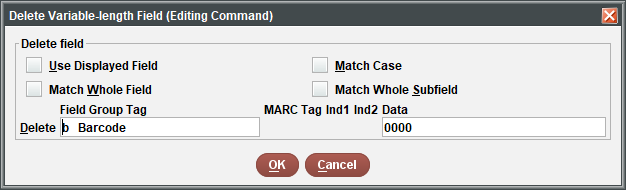 Delete Variable-length Field (Editing Command)
Delete field
Use Displayed Field Match Case
Match Whole Field Match Whole Subfield
Field Group Tag MARC Tag Ind1 Ind2 Data
Delete b Barcode 0000
OK Cancel